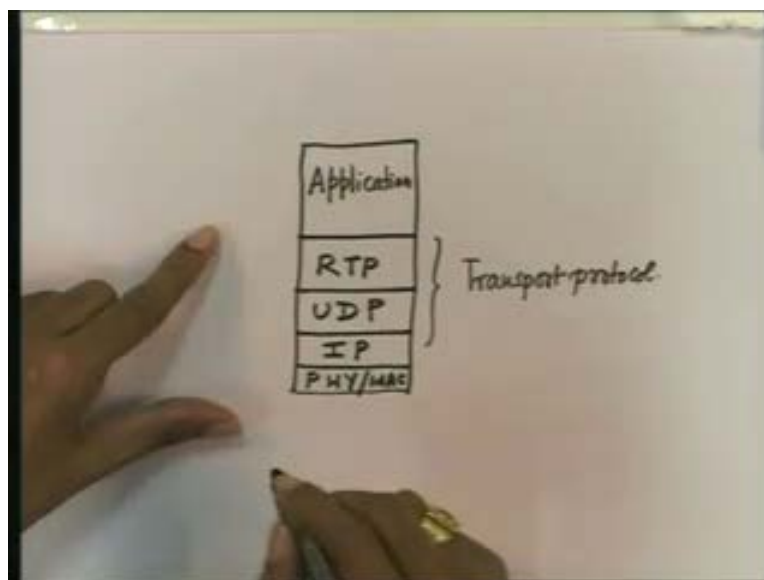 Application
RTP
UDP
IP
PHY/MAC
Transport protocol